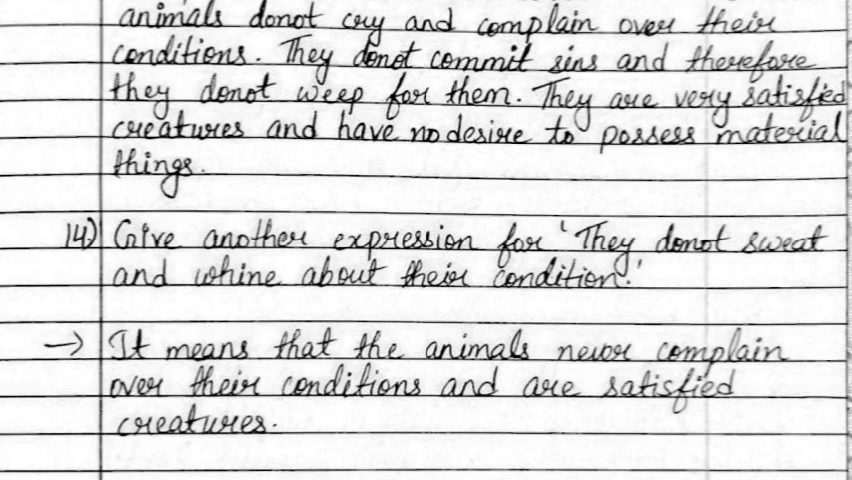 animals donot cry and complain over their
conditions. They donot commit sins and therefore
they donot weep for them. They are very satisfied
creatures and have no desire to possess material
things.
14) Give another expression for 'They donot sweat
and whine about their condition.'
→ It means that the animals never complain
over their conditions and are satisfied
creatures.